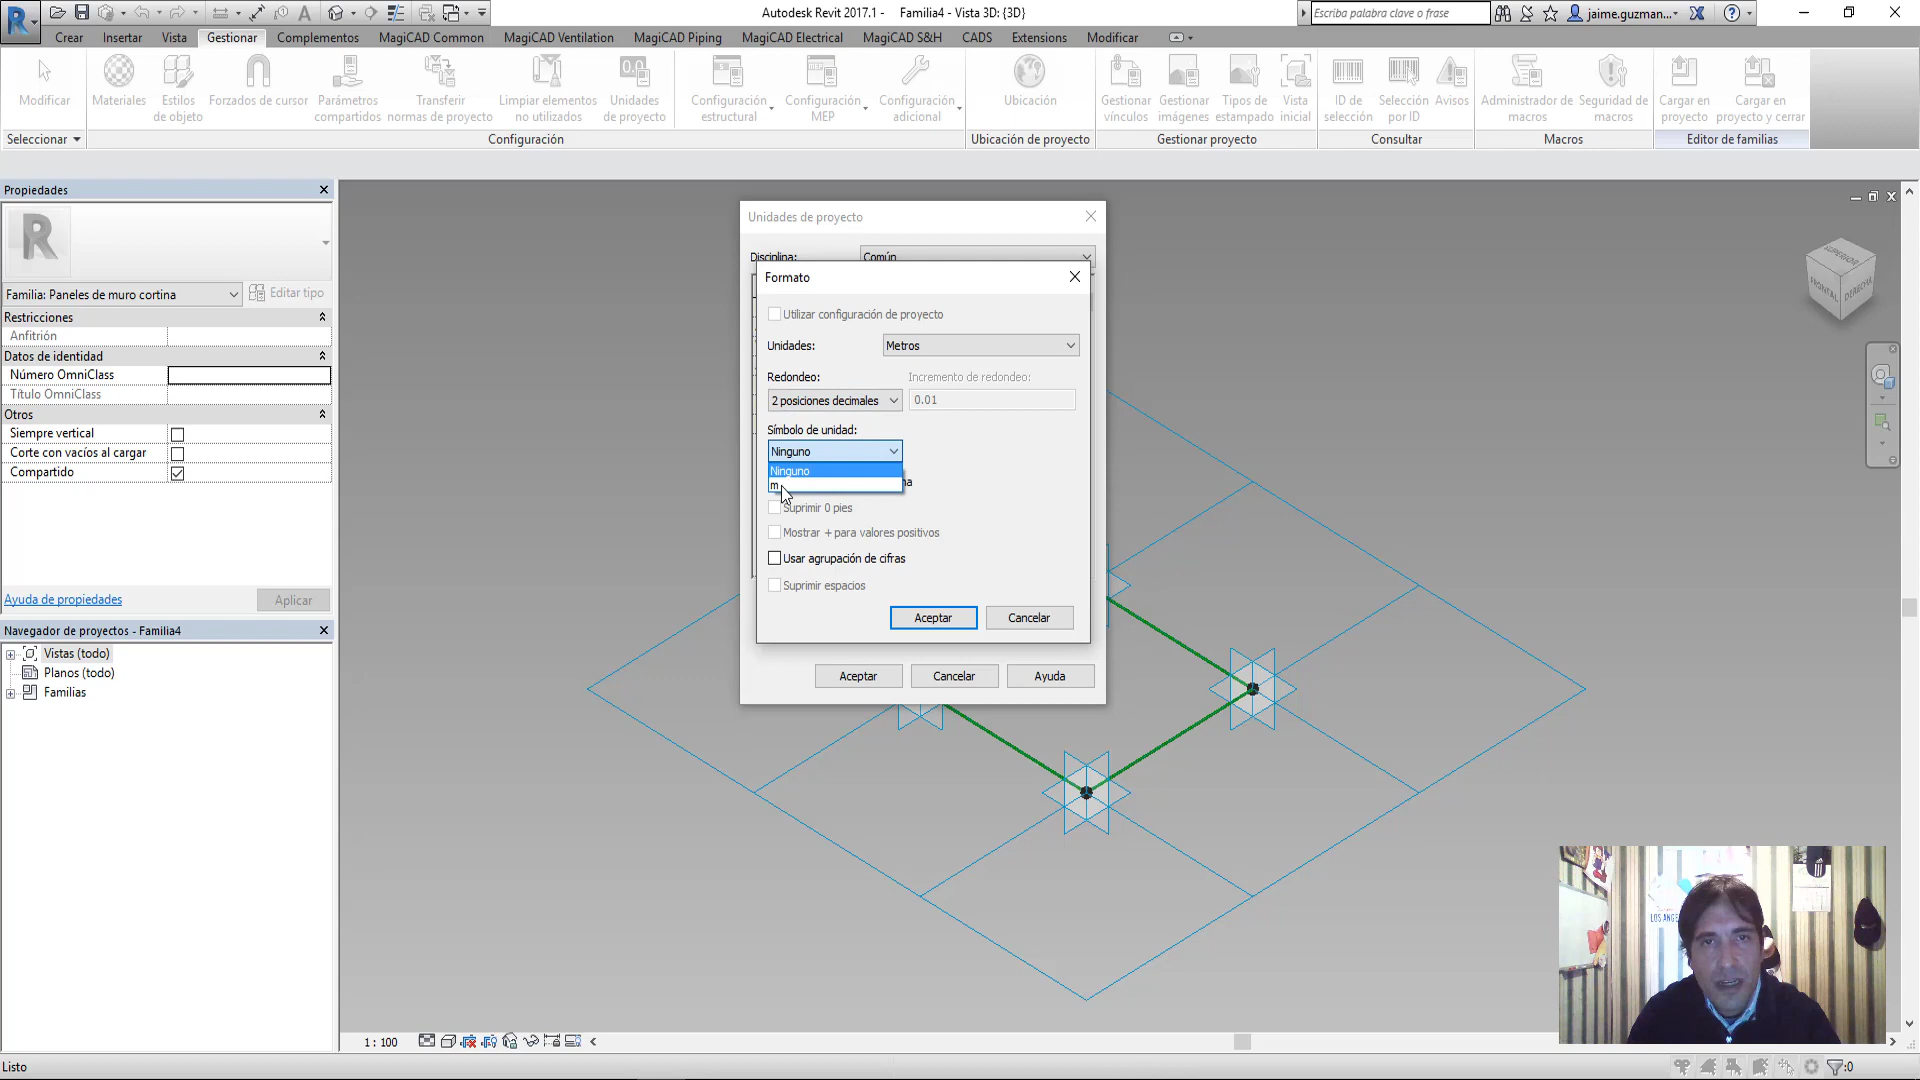 Autodesk Revit 2017.1 - Familia4 - Vista 3D: {3D}
Escriba palabra clave o frase
jaime.guzman...
Crear Insertar Vista Gestionar Complementos MagiCAD Common MagiCAD Ventilation MagiCAD Piping MagiCAD Electrical MagiCAD S&H CADS Extensions Modificar
Modificar
Materiales
Estilos de objeto
Forzados de cursor
Parámetros compartidos
Transferir normas de proyecto
Limpiar elementos no utilizados
Unidades de proyecto
Configuración estructural
Configuración MEP
Configuración adicional
Ubicación
Gestionar vínculos
Gestionar imágenes
Tipos de estampado
Vista inicial
ID de selección
Selección por ID
Avisos
Administrador de macros
Seguridad de macros
Cargar en proyecto
Cargar en proyecto y cerrar
Seleccionar
Configuración
Ubicación de proyecto
Gestionar proyecto
Consultar
Macros
Editor de familias
Propiedades
Familia: Paneles de muro cortina
Editar tipo
Restricciones
Anfitrión
Datos de identidad
Número OmniClass
Título OmniClass
Otros
Siempre vertical
Corte con vacíos al cargar
Compartido
Ayuda de propiedades
Aplicar
Navegador de proyectos - Familia4
Vistas (todo)
Planos (todo)
Familias
Unidades de proyecto
Disciplina: Común
Formato
Utilizar configuración de proyecto
Unidades: Metros
Redondeo: Incremento de redondeo:
2 posiciones decimales 0.01
Símbolo de unidad:
Ninguno
Ninguno
m
na
Suprimir 0 pies
Mostrar + para valores positivos
Usar agrupación de cifras
Suprimir espacios
Aceptar Cancelar
Aceptar Cancelar Ayuda
SUPERIOR
FRONTAL
DERECHA
LOS ANGE
1 : 100
Listo
:0